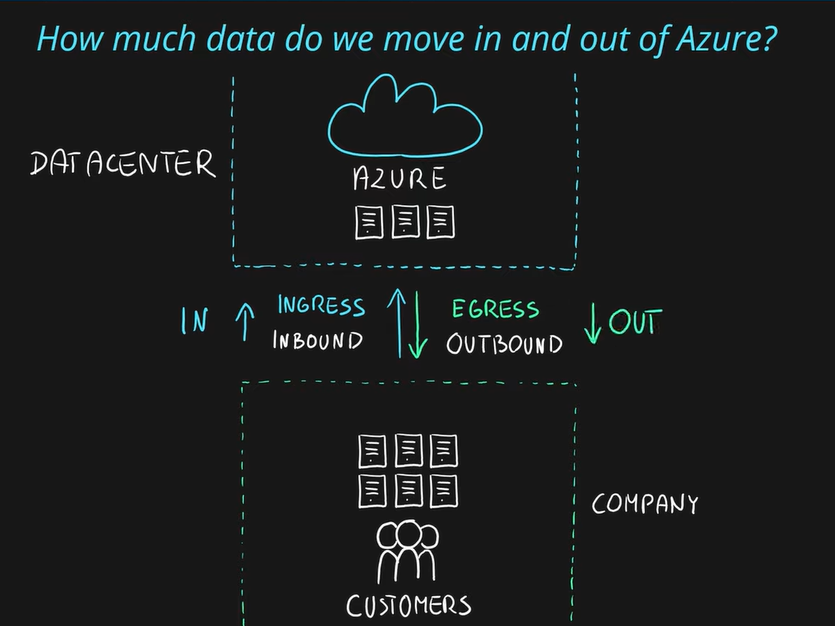 How much data do we move in and out of Azure?
DATACENTER
AZURE
IN
INGRESS
INBOUND
EGRESS
OUTBOUND
OUT
COMPANY
CUSTOMERS